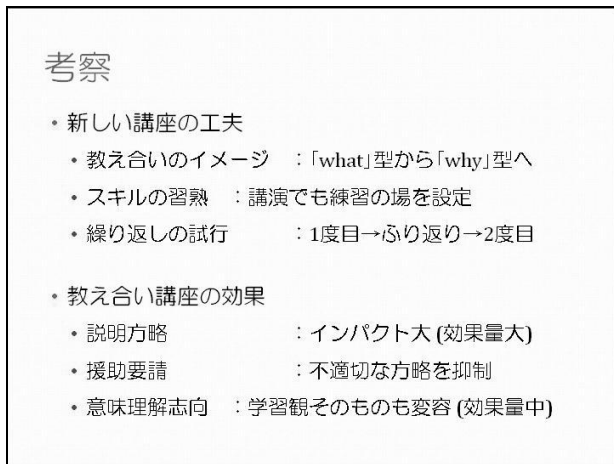 考察
・新しい講座の工夫
・教え合いのイメージ ：「what」型から「why」型へ
・スキルの習熟 ：講演でも練習の場を設定
・繰り返しの試行 ：1度目→ふり返り→2度目
・教え合い講座の効果
・説明方略 ：インパクト大 (効果量大)
・援助要請 ：不適切な方略を抑制
・意味理解志向 ：学習観そのものも変容 (効果量中)